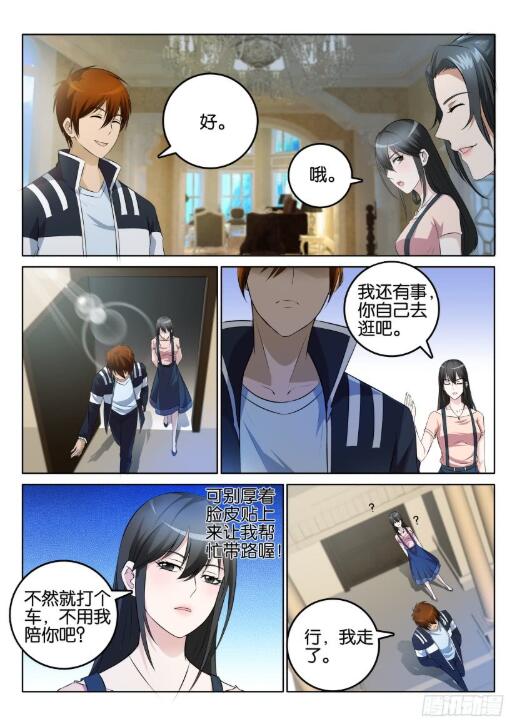 好。
哦。
我还有事，
你自己去
逛吧。
可别厚着
脸皮贴上
来让我帮
忙带路喔！
不然就打个
车，不用我
陪你吧？
？
？
行，我走
了。
腾讯动漫